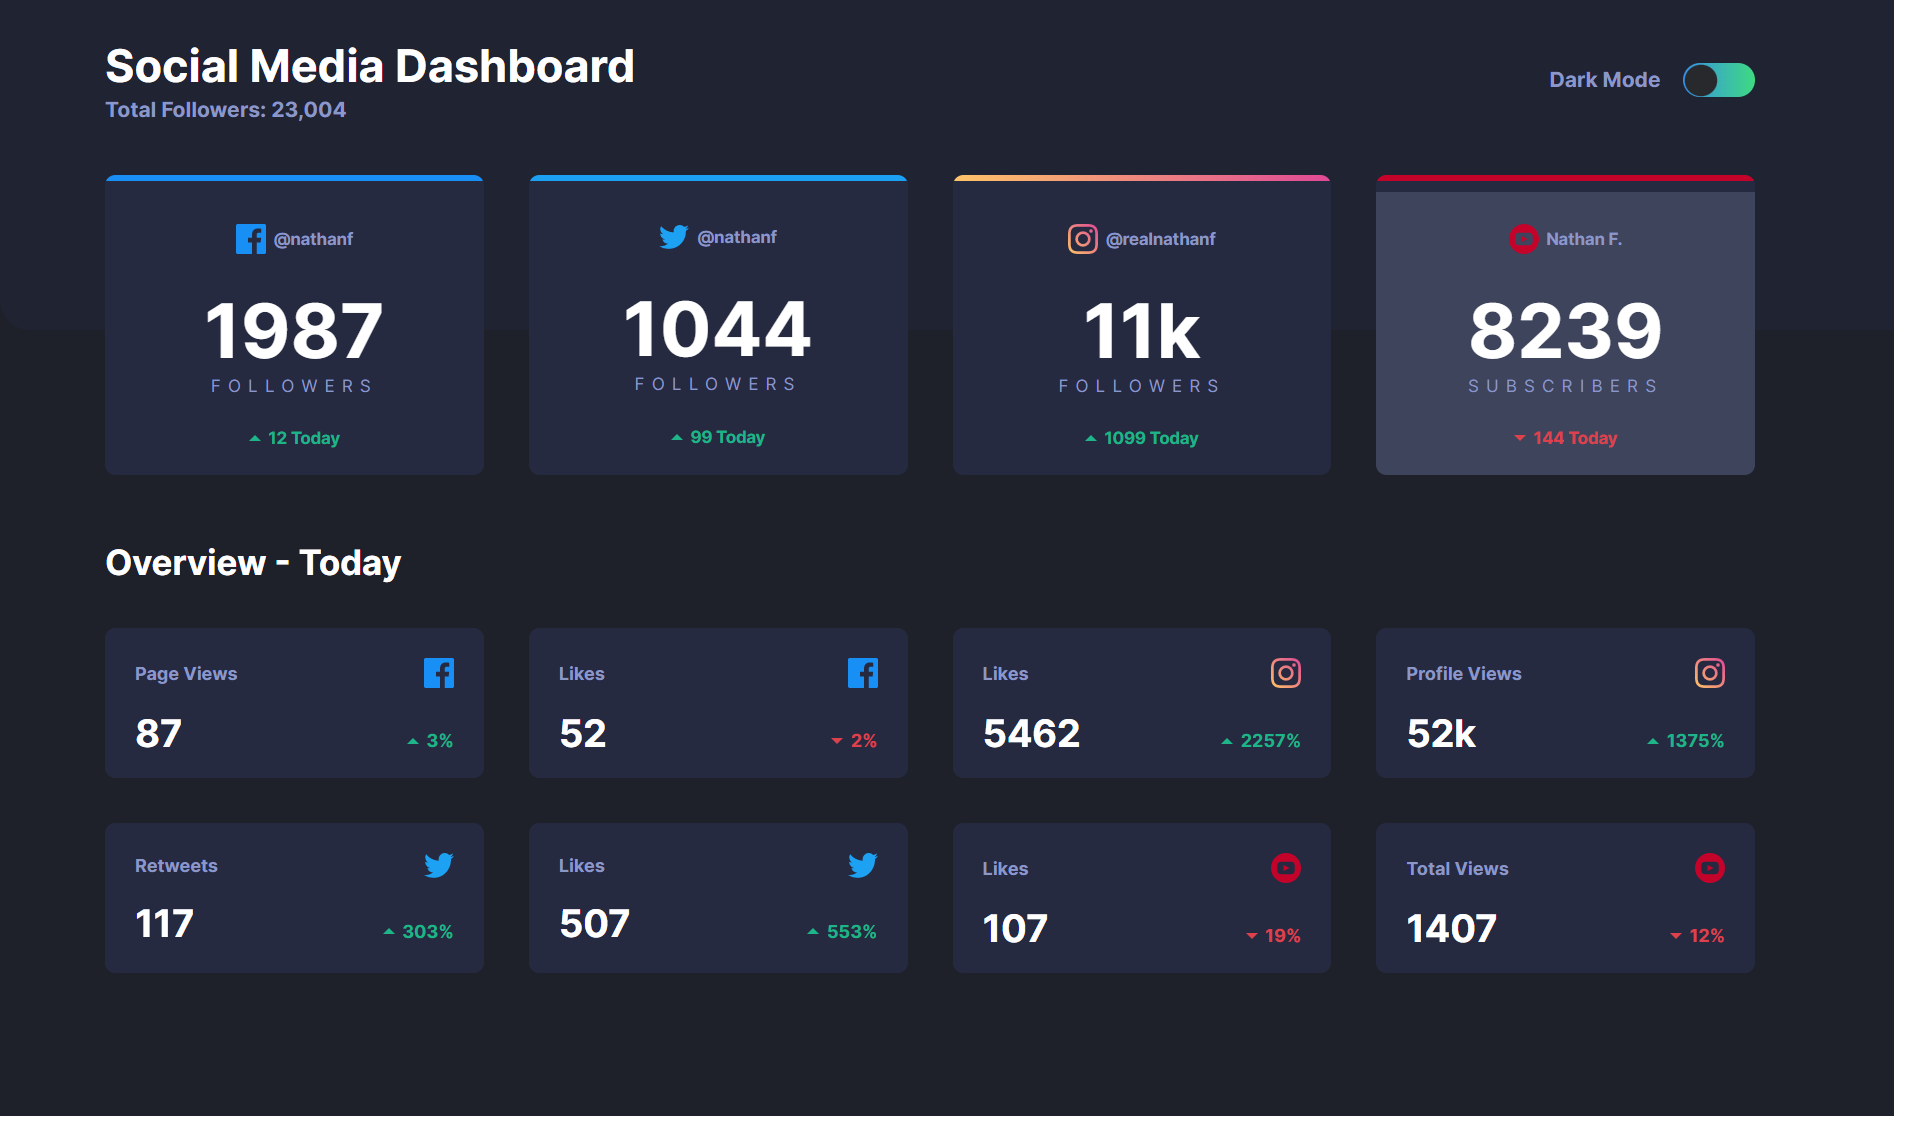 Social Media Dashboard
Total Followers: 23,004
Dark Mode
@nathanf
1987
FOLLOWERS
12 Today
@nathanf
1044
FOLLOWERS
99 Today
@realnathanf
11k
FOLLOWERS
1099 Today
Nathan F.
8239
SUBSCRIBERS
144 Today
Overview - Today
Page Views
87
3%
Likes
52
2%
Likes
5462
2257%
Profile Views
52k
1375%
Retweets
117
303%
Likes
507
553%
Likes
107
19%
Total Views
1407
12%